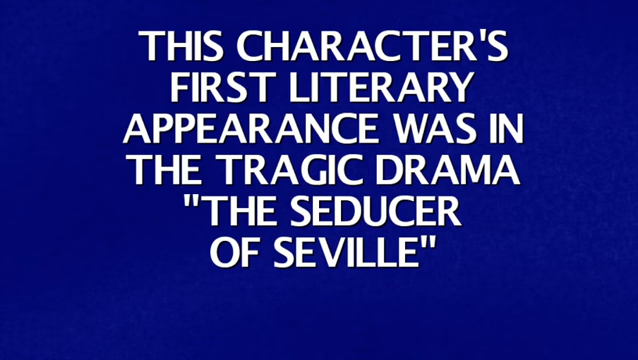 THIS CHARACTER'S
FIRST LITERARY
APPEARANCE WAS IN
THE TRAGIC DRAMA
"THE SEDUCER
OF SEVILLE"